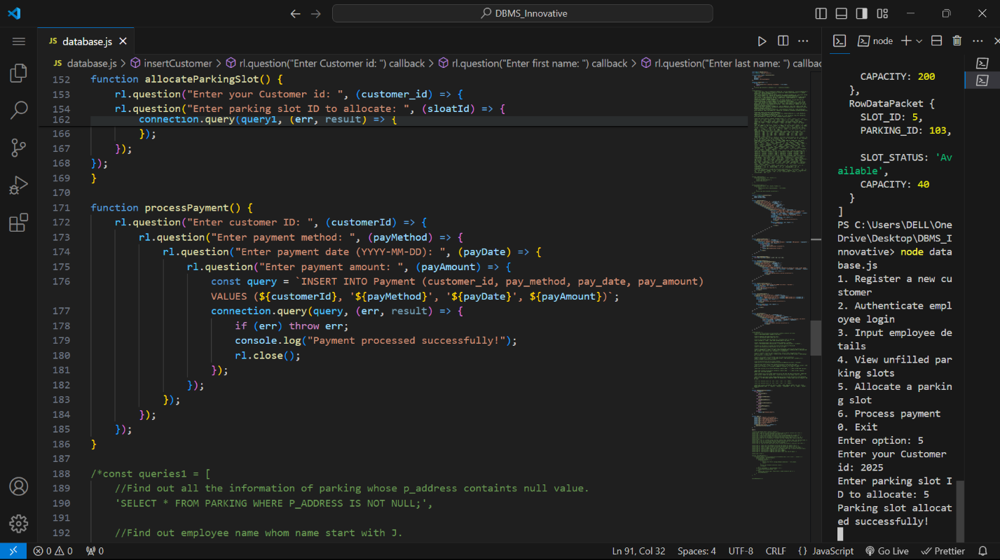 DBMS_Innovative
JS database.js
node
JS database.js > insertCustomer > rl.question("Enter Customer id: ") callback > rl.question("Enter first name: ") callback > rl.question("Enter last name: ") callbac
152 function allocateParkingSlot() {
153 rl.question("Enter your Customer id: ", (customer_id) => {
154 rl.question("Enter parking slot ID to allocate: ", (sloatId) => {
162 connection.query(query1, (err, result) => {
166 });
167 });
168 });
169 }
170
171 function processPayment() {
172 rl.question("Enter customer ID: ", (customerId) => {
173 rl.question("Enter payment method: ", (payMethod) => {
174 rl.question("Enter payment date (YYYY-MM-DD): ", (payDate) => {
175 rl.question("Enter payment amount: ", (payAmount) => {
176 const query = `INSERT INTO Payment (customer_id, pay_method, pay_date, pay_amount)
VALUES (${customerId}, '${payMethod}', '${payDate}', ${payAmount})`;
177 connection.query(query, (err, result) => {
178 if (err) throw err;
179 console.log("Payment processed successfully!");
180 rl.close();
181 });
182 });
183 });
184 });
185 });
186 }
187
188 /*const queries1 = [
189 //Find out all the information of parking whose p_address containts null value.
190 'SELECT * FROM PARKING WHERE P_ADDRESS IS NOT NULL;',
191
192 //Find out employee name whom name start with J.
CAPACITY: 200
},
RowDataPacket {
SLOT_ID: 5,
PARKING_ID: 103,
SLOT_STATUS: 'Av
ailable',
CAPACITY: 40
}
]
PS C:\Users\DELL\One
Drive\Desktop\DBMS_I
nnovative> node data
base.js
1. Register a new cu
stomer
2. Authenticate empl
oyee login
3. Input employee de
tails
4. View unfilled par
king slots
5. Allocate a parkin
g slot
6. Process payment
0. Exit
Enter option: 5
Enter your Customer
id: 2025
Enter parking slot I
D to allocate: 5
Parking slot allocat
ed successfully!
0 0 0
Ln 91, Col 32 Spaces: 4 UTF-8 CRLF {} JavaScript Go Live Prettier